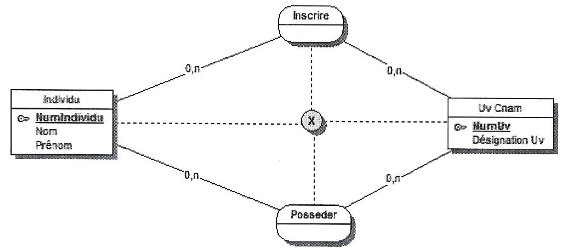 Inscrire
0,n
0,n
Individu
NumIndividu
Nom
Prénom
X
Uv Cnam
NumUv
Désignation Uv
0,n
0,n
Posseder